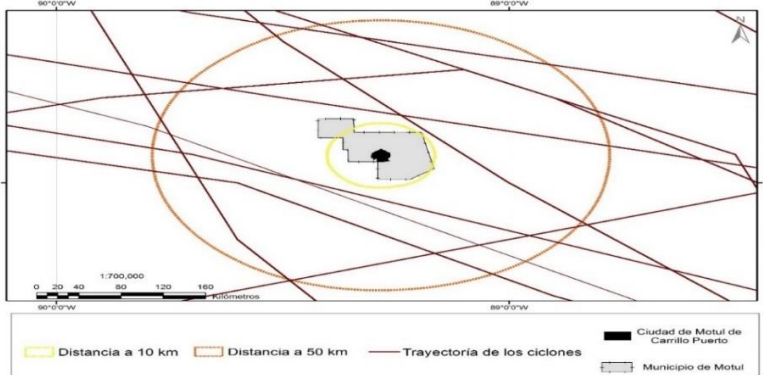 90°0'0"W 89°0'0"W
N
1:700,000
0 20 40 80 120 160
Kilómetros
90°0'0"W 89°0'0"W
Distancia a 10 km Distancia a 50 km Trayectoría de los ciclones
Ciudad de Motul de
Carrillo Puerto
Municipio de Motul